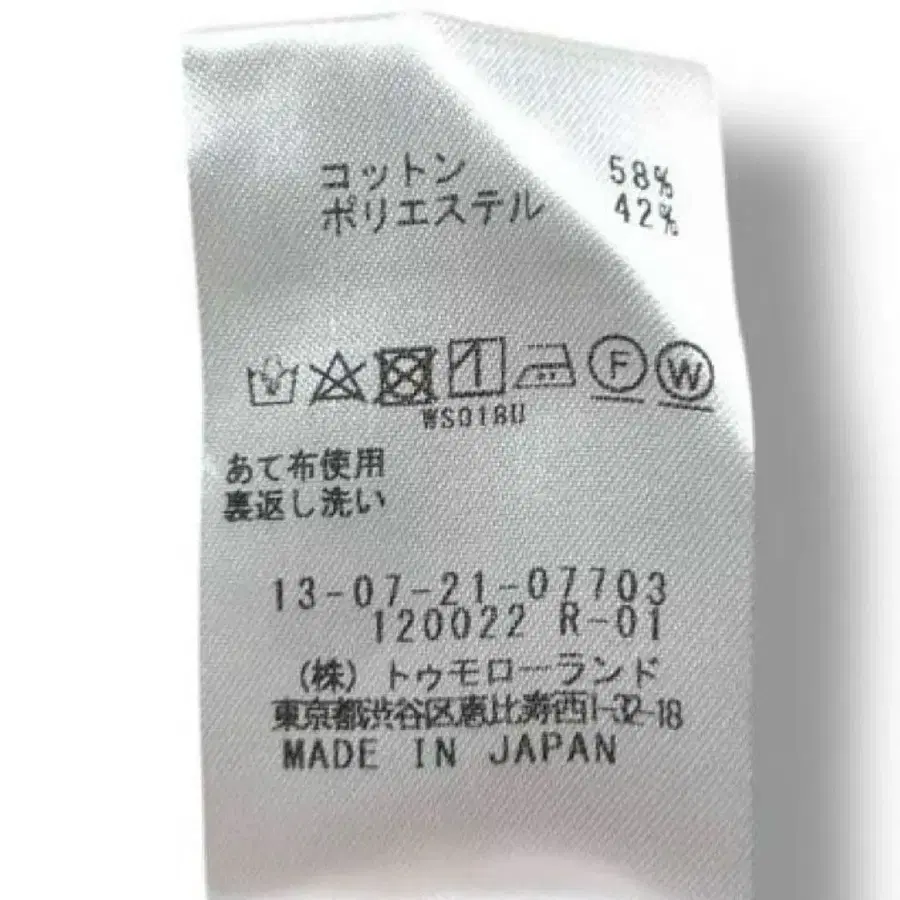 コットン 58%
ポリエステル 42%
F W
WS018U
あて布使用
裏返し洗い
13-07-21-07703
120022 R-01
(株) トゥモローランド
東京都渋谷区恵比寿西1-32-18
MADE IN JAPAN